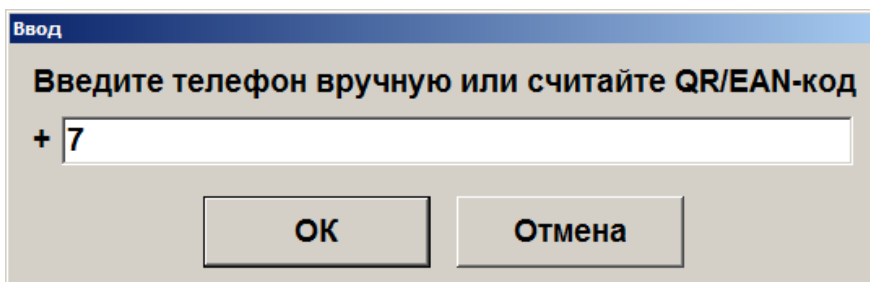 Ввод
Введите телефон вручную или считайте QR/EAN-код
+ 7
ОК Отмена